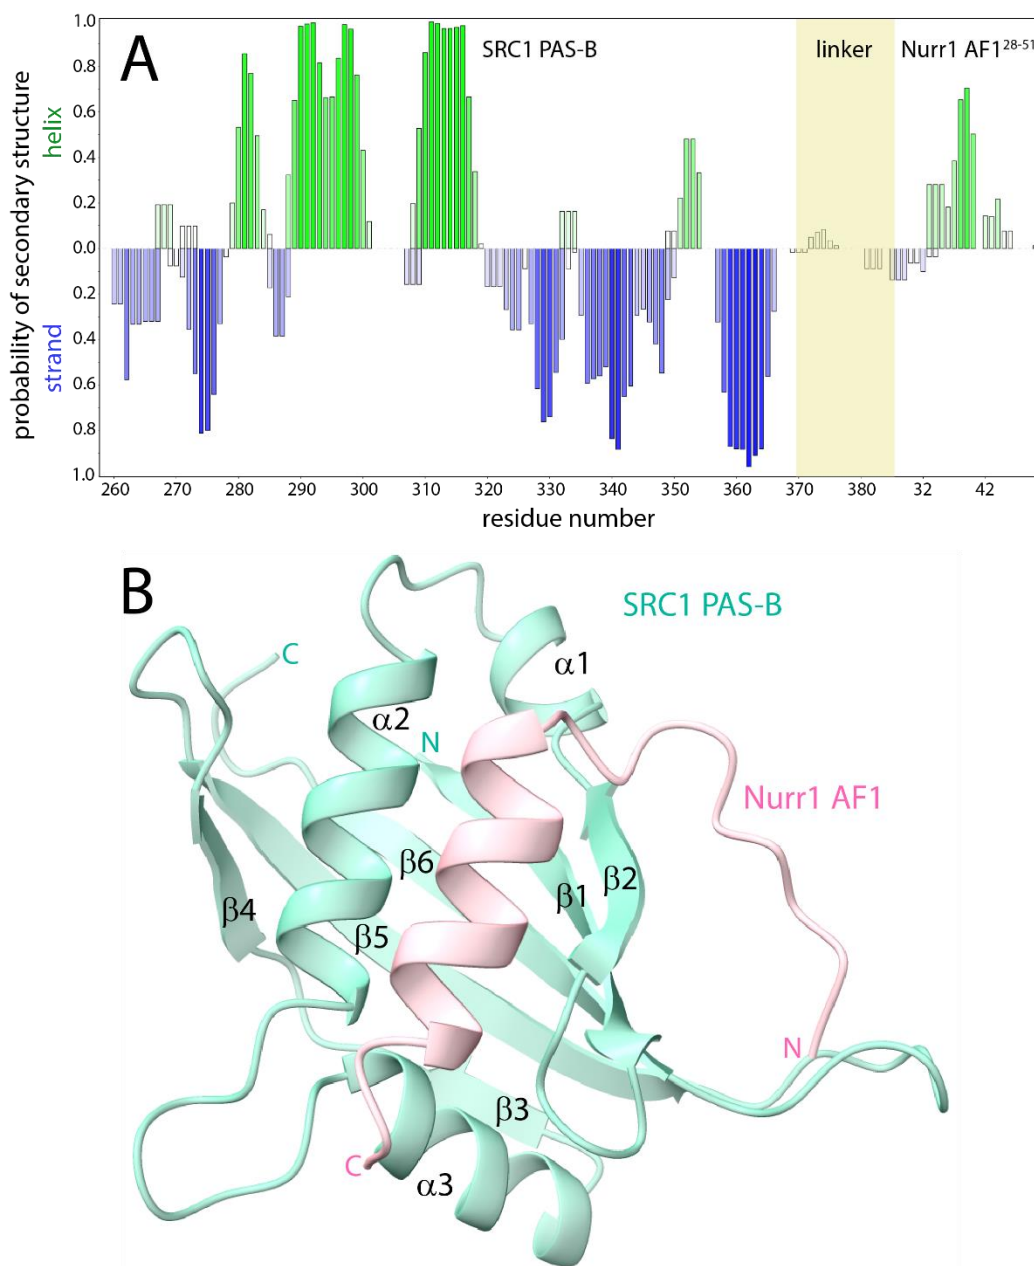 A
SRC1 PAS-B
linker
Nurr1 AF1²⁸⁻⁵¹
probability of secondary structure
helix
strand
1.0
0.8
0.6
0.4
0.2
0.0
0.2
0.4
0.6
0.8
1.0
260 270 280 290 300 310 320 330 340 350 360 370 380 32 42
residue number
B
SRC1 PAS-B
C
α1
α2
N
Nurr1 AF1
β6
β2
β1
β4
β5
N
β3
C
α3